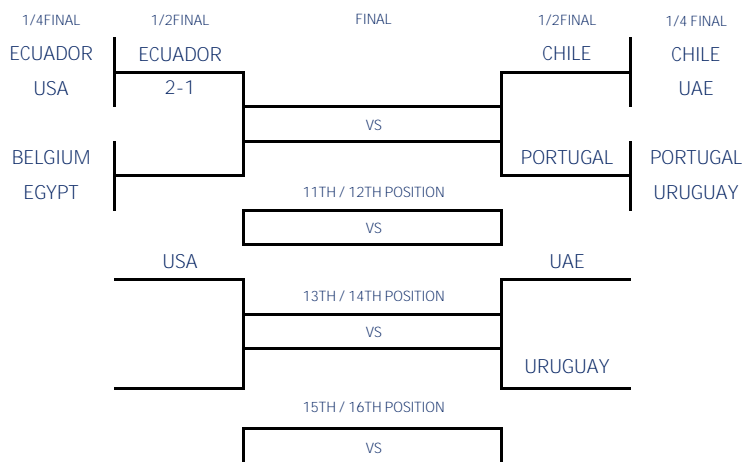 1/4FINAL 1/2FINAL FINAL 1/2FINAL 1/4 FINAL
ECUADOR ECUADOR CHILE CHILE
USA 2-1 UAE
VS
BELGIUM PORTUGAL PORTUGAL
EGYPT 11TH / 12TH POSITION URUGUAY
VS
USA UAE
13TH / 14TH POSITION
VS
URUGUAY
15TH / 16TH POSITION
VS